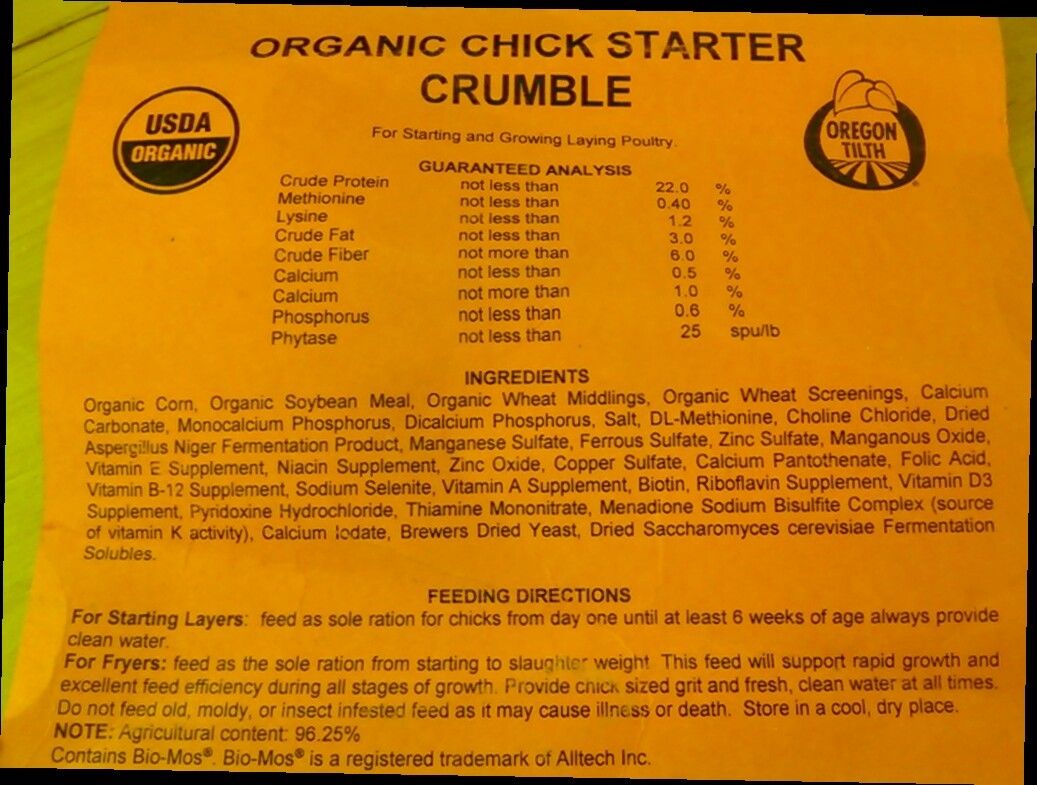 ORGANIC CHICK STARTER
CRUMBLE
USDA
ORGANIC
OREGON
TILTH
For Starting and Growing Laying Poultry.
GUARANTEED ANALYSIS
Crude Protein not less than 22.0 %
Methionine not less than 0.40 %
Lysine not less than 1.2 %
Crude Fat not less than 3.0 %
Crude Fiber not more than 6.0 %
Calcium not less than 0.5 %
Calcium not more than 1.0 %
Phosphorus not less than 0.6 %
Phytase not less than 25 spu/lb
INGREDIENTS
Organic Corn, Organic Soybean Meal, Organic Wheat Middlings, Organic Wheat Screenings, Calcium
Carbonate, Monocalcium Phosphorus, Dicalcium Phosphorus, Salt, DL-Methionine, Choline Chloride, Dried
Aspergillus Niger Fermentation Product, Manganese Sulfate, Ferrous Sulfate, Zinc Sulfate, Manganous Oxide,
Vitamin E Supplement, Niacin Supplement, Zinc Oxide, Copper Sulfate, Calcium Pantothenate, Folic Acid,
Vitamin B-12 Supplement, Sodium Selenite, Vitamin A Supplement, Biotin, Riboflavin Supplement, Vitamin D3
Supplement, Pyridoxine Hydrochloride, Thiamine Mononitrate, Menadione Sodium Bisulfite Complex (source
of vitamin K activity), Calcium Iodate, Brewers Dried Yeast, Dried Saccharomyces cerevisiae Fermentation
Solubles.
FEEDING DIRECTIONS
For Starting Layers: feed as sole ration for chicks from day one until at least 6 weeks of age always provide
clean water.
For Fryers: feed as the sole ration from starting to slaughter weight. This feed will support rapid growth and
excellent feed efficiency during all stages of growth. Provide chick sized grit and fresh, clean water at all times.
Do not feed old, moldy, or insect infested feed as it may cause illness or death. Store in a cool, dry place.
NOTE: Agricultural content: 96.25%
Contains Bio-Mos®. Bio-Mos® is a registered trademark of Alltech Inc.